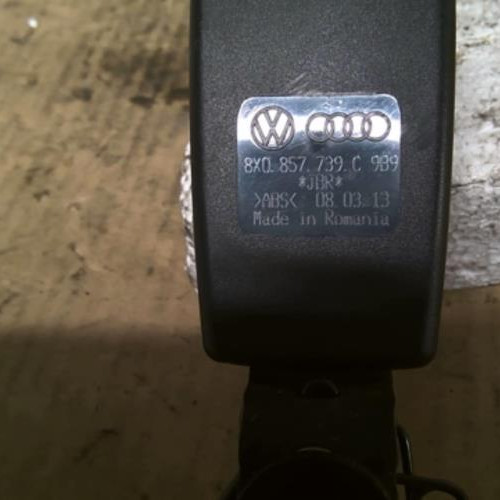 8X0.857.739.C 9B9
*JBR*
>ABS< 08.03.13
Made in Romania